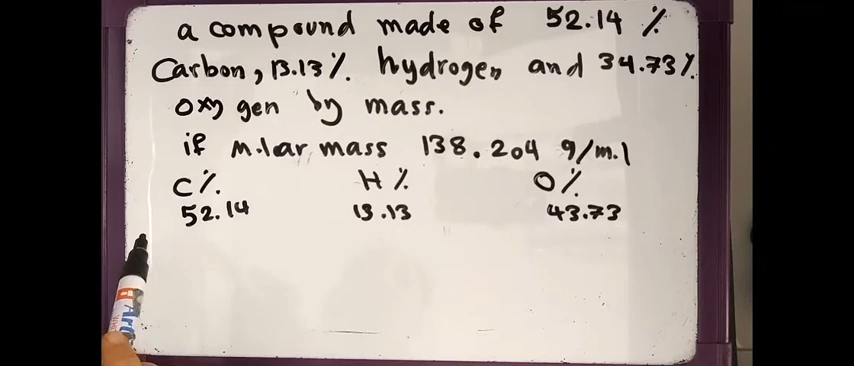 a compound made of 52.14 %
Carbon, 13.13%. hydrogen and 34.73%.
oxygen by mass.
if molar mass 138.204 g/mol
C%. H % O%
52.14 13.13 43.73
Art